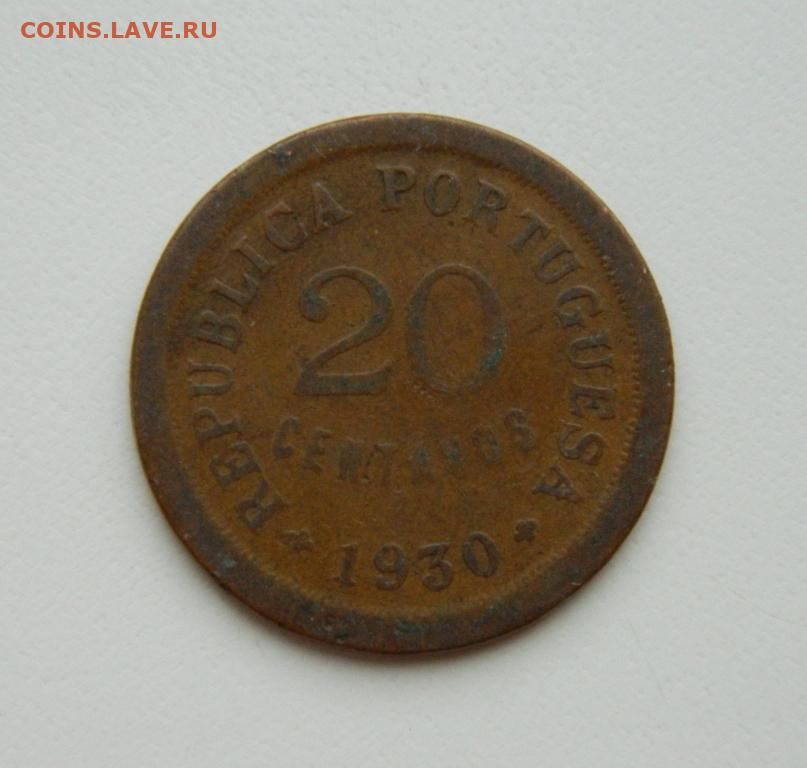 COINS.LAVE.RU
REPUBLICA PORTUGUESA
20
CENTAVOS
* 1930 *